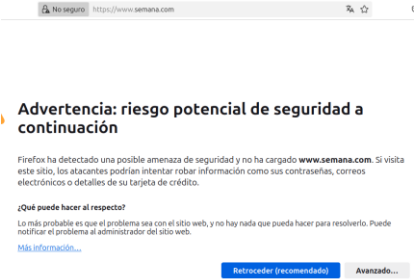 No seguro https://www.semana.com
Advertencia: riesgo potencial de seguridad a
continuación
Firefox ha detectado una posible amenaza de seguridad y no ha cargado www.semana.com. Si visita
este sitio, los atacantes podrían intentar robar información como sus contraseñas, correos
electrónicos o detalles de su tarjeta de crédito.
¿Qué puede hacer al respecto?
Lo más probable es que el problema sea con el sitio web, y no hay nada que pueda hacer para resolverlo. Puede
notificar el problema al administrador del sitio web.
Más información...
Retroceder (recomendado) Avanzado...